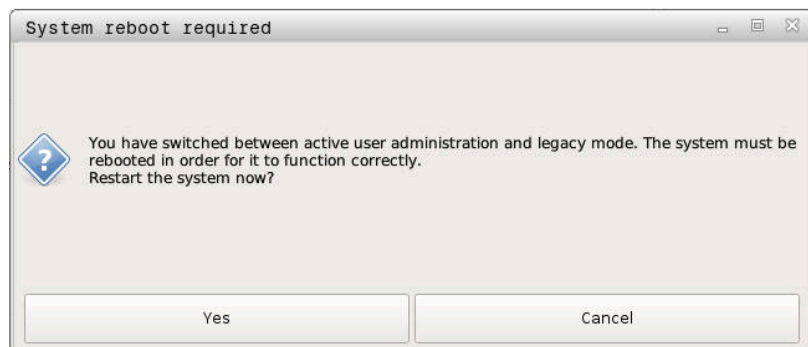 System reboot required
You have switched between active user administration and legacy mode. The system must be
rebooted in order for it to function correctly.
Restart the system now?
Yes
Cancel